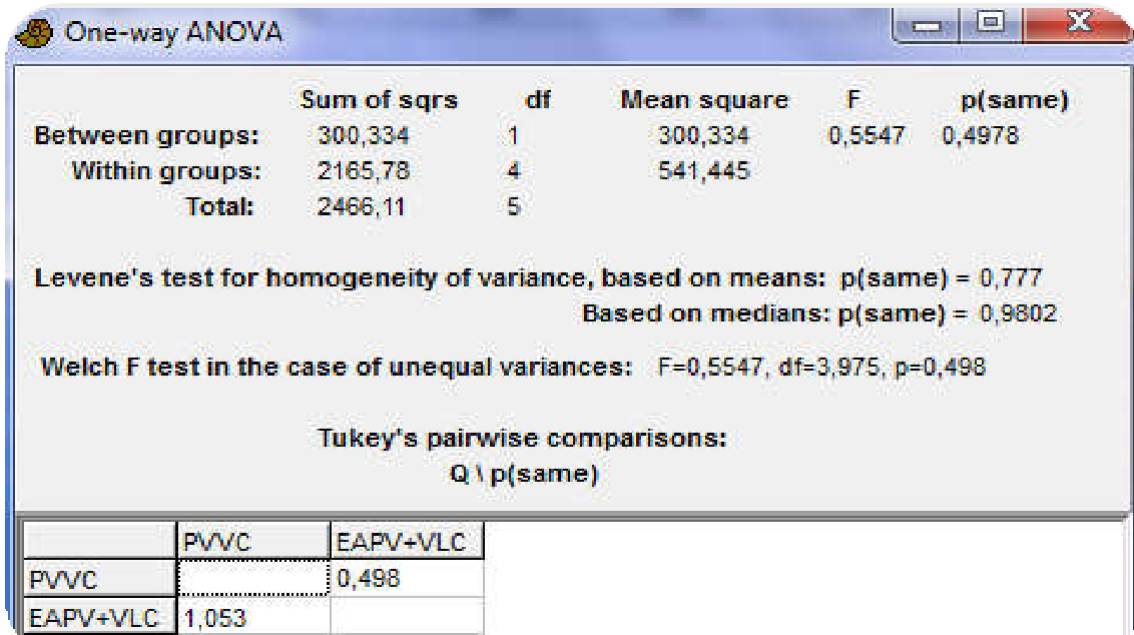 One-way ANOVA
Sum of sqrs df Mean square F p(same)
Between groups: 300,334 1 300,334 0,5547 0,4978
Within groups: 2165,78 4 541,445
Total: 2466,11 5
Levene's test for homogeneity of variance, based on means: p(same) = 0,777
Based on medians: p(same) = 0,9802
Welch F test in the case of unequal variances: F=0,5547, df=3,975, p=0,498
Tukey's pairwise comparisons:
Q \ p(same)
PVVC EAPV+VLC
PVVC 0,498
EAPV+VLC 1,053